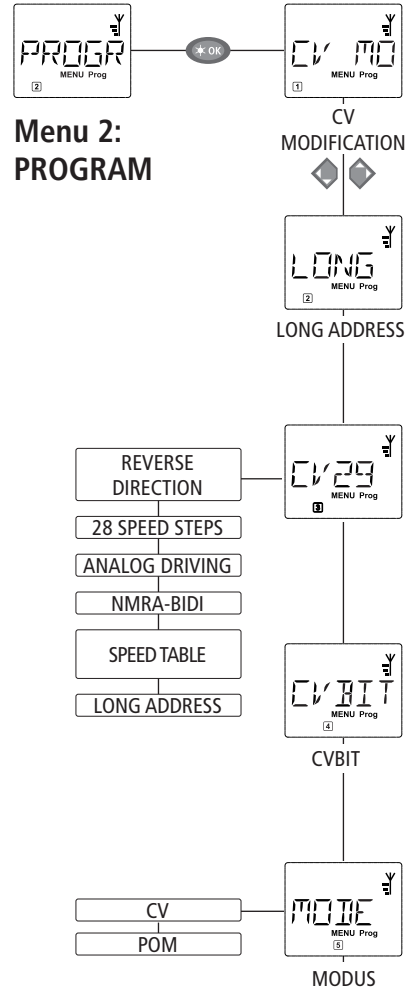 PROGR
MENU Prog
2
✶ OK
CV MO
MENU Prog
1
CV
MODIFICATION
Menu 2:
PROGRAM
LONG
MENU Prog
2
LONG ADDRESS
CV29
MENU Prog
3
REVERSE
DIRECTION
28 SPEED STEPS
ANALOG DRIVING
NMRA-BIDI
SPEED TABLE
LONG ADDRESS
CV BIT
MENU Prog
4
CVBIT
MODE
MENU Prog
5
CV
POM
MODUS